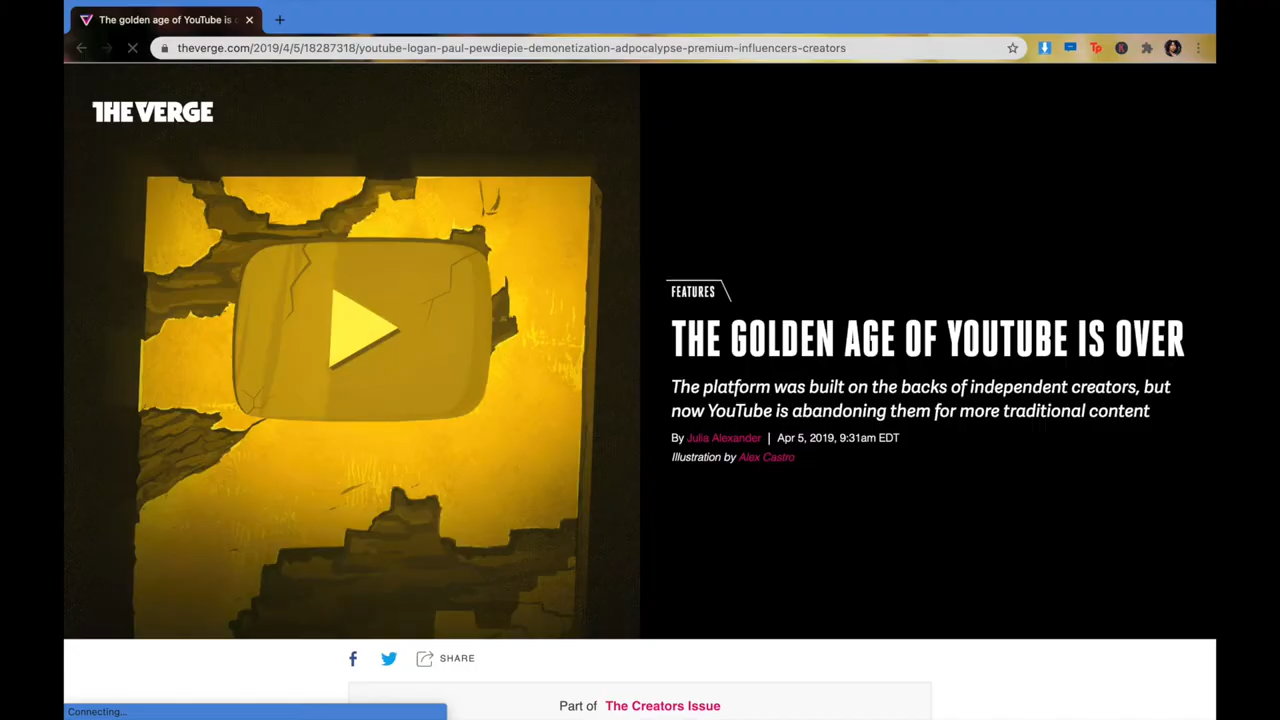 The golden age of YouTube is
theverge.com/2019/4/5/18287318/youtube-logan-paul-pewdiepie-demonetization-adpocalypse-premium-influencers-creators
Tp
THE VERGE
FEATURES
THE GOLDEN AGE OF YOUTUBE IS OVER
The platform was built on the backs of independent creators, but
now YouTube is abandoning them for more traditional content
By Julia Alexander | Apr 5, 2019, 9:31am EDT
Illustration by Alex Castro
SHARE
Part of The Creators Issue
Connecting...